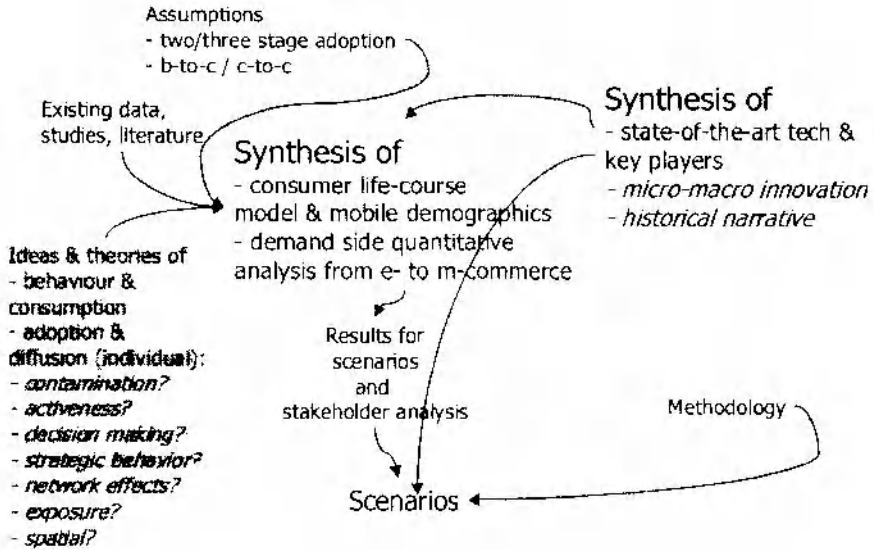 Assumptions
- two/three stage adoption
- b-to-c / c-to-c
Existing data,
studies, literature
Synthesis of
- consumer life-course
model & mobile demographics
- demand side quantitative
analysis from e- to m-commerce
Synthesis of
- state-of-the-art tech &
key players
- micro-macro innovation
- historical narrative
Ideas & theories of
- behaviour &
consumption
- adoption &
diffusion (individual):
- contamination?
- activeness?
- decision making?
- strategic behavior?
- network effects?
- exposure?
- spatial?
Results for
scenarios
and
stakeholder analysis
Methodology
Scenarios